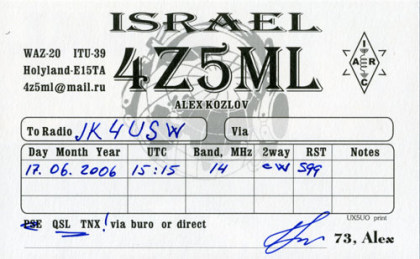 ISRAEL
WAZ-20 ITU-39
Holyland-E15TA
4z5ml@mail.ru
4Z5ML
ALEX KOZLOV
I
A R
C
To Radio JK4USW Via
Day Month Year UTC Band, MHz 2way RST Notes
17. 06. 2006 15:15 14 cw 599
UX5UO print
PSE QSL TNX! via buro or direct
73, Alex